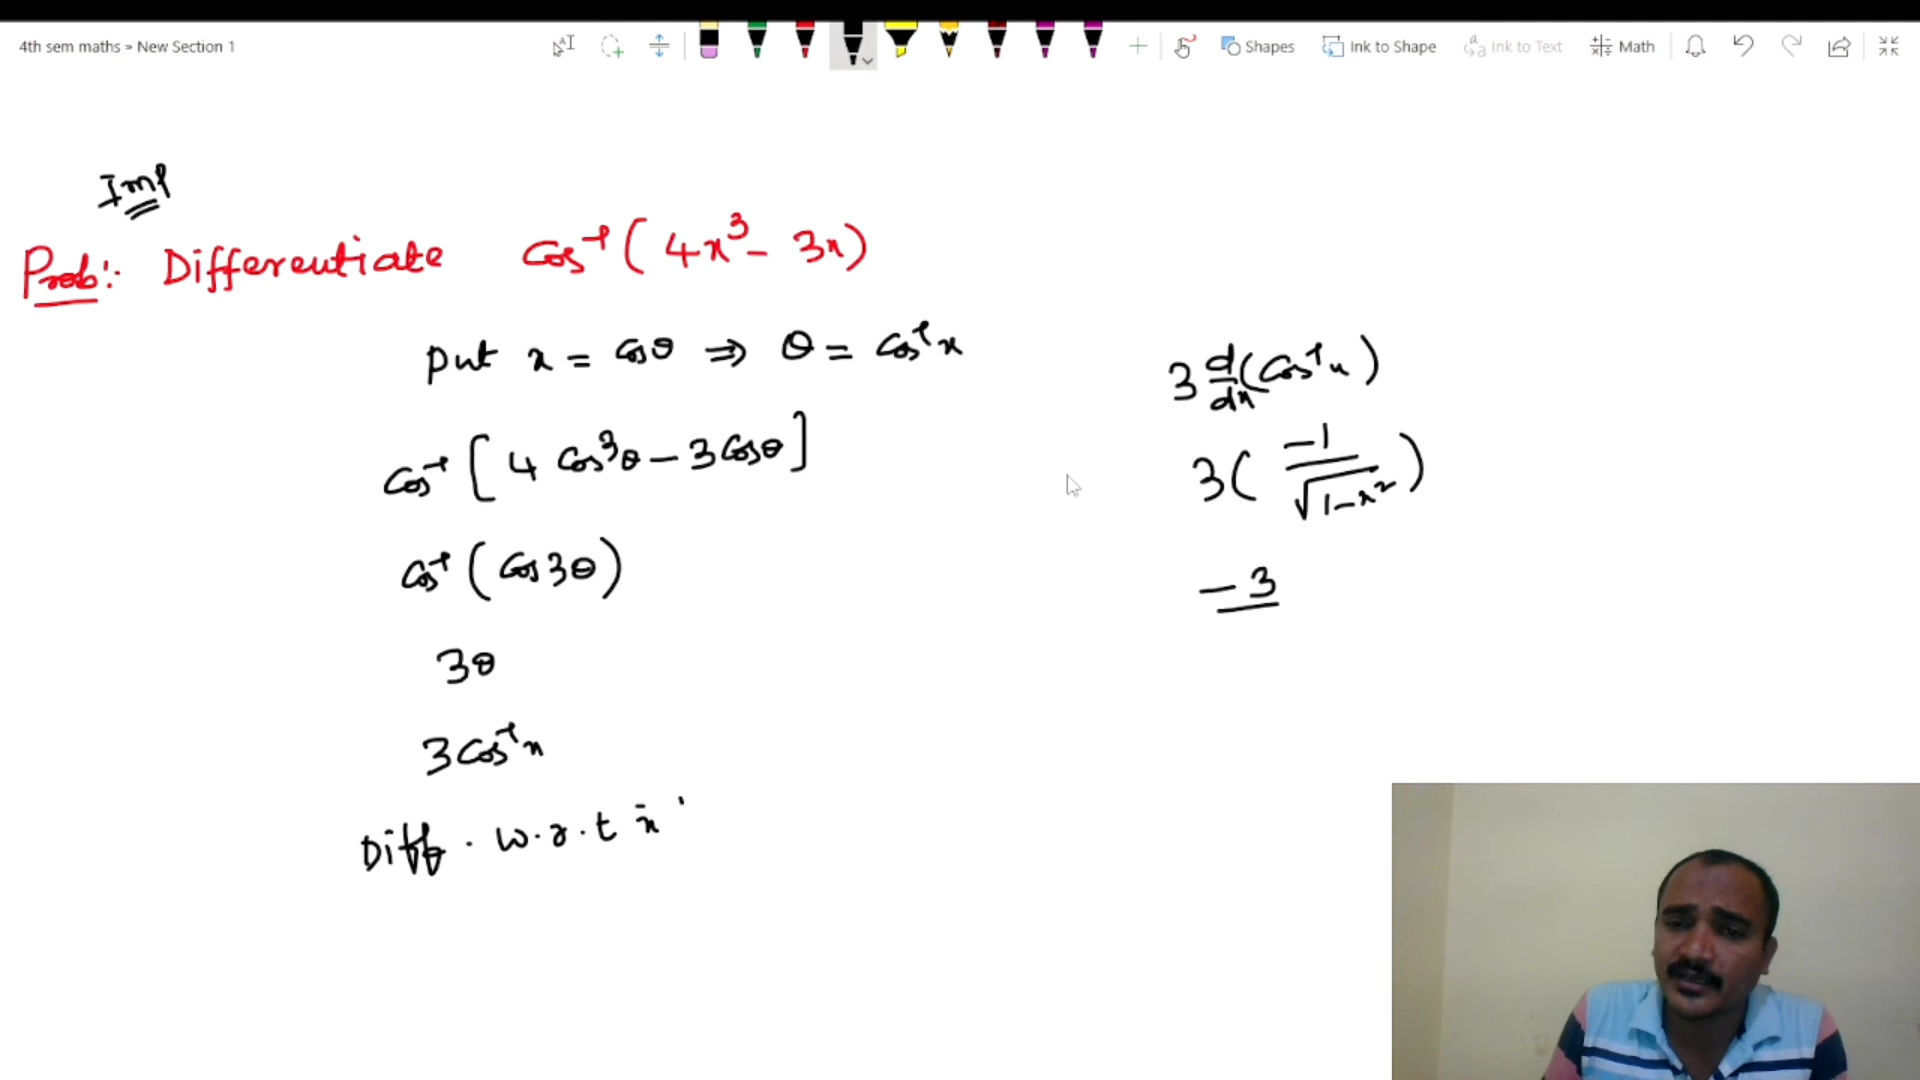 4th sem maths » New Section 1
Shapes Ink to Shape Ink to Text Math
Imp
Prob:- Differentiate Cos⁻¹(4x³ - 3x)
put x = cosθ ⇒ θ = Cos⁻¹x
Cos⁻¹[4 Cos³θ - 3Cosθ]
Cos⁻¹(Cos3θ)
3θ
3Cos⁻¹x
Diff. w.r.t 'x'
3 d/dx(Cos⁻¹x)
3( -1/√1-x² )
-3